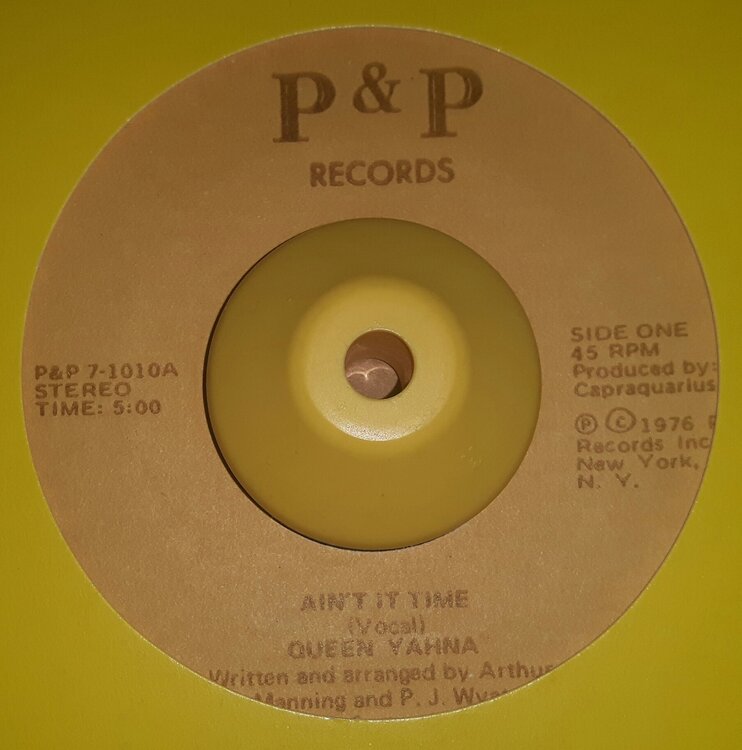 P & P
RECORDS
P&P 7-1010A
STEREO
TIME: 5:00
SIDE ONE
45 RPM
Produced by:
Capraquarius
Ⓟ Ⓒ 1976
Records Inc
New York,
N. Y.
AIN'T IT TIME
(Vocal)
QUEEN YAHNA
Written and arranged by Arthur
Manning and P. J.